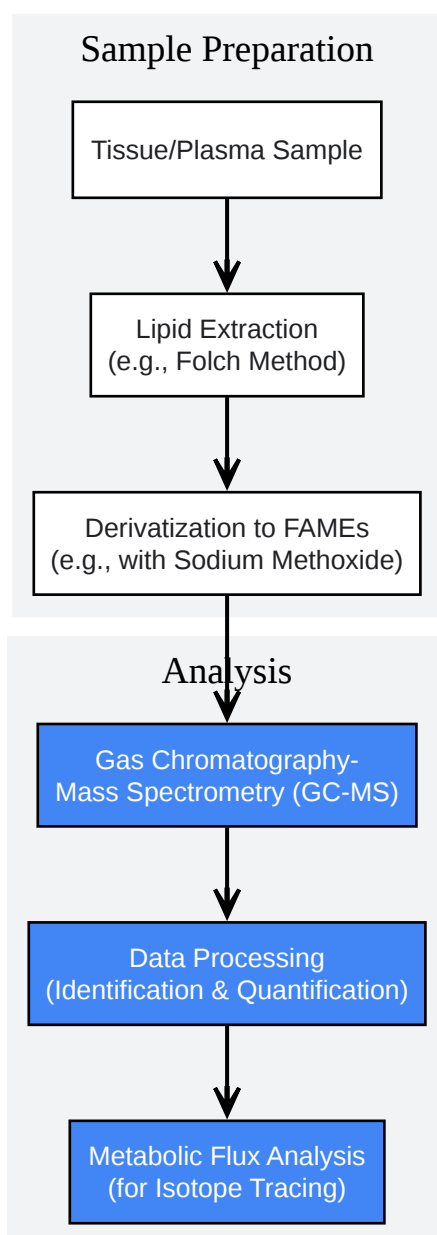 Sample Preparation
Tissue/Plasma Sample
Lipid Extraction
(e.g., Folch Method)
Derivatization to FAMEs
(e.g., with Sodium Methoxide)
Analysis
Gas Chromatography-
Mass Spectrometry (GC-MS)
Data Processing
(Identification & Quantification)
Metabolic Flux Analysis
(for Isotope Tracing)